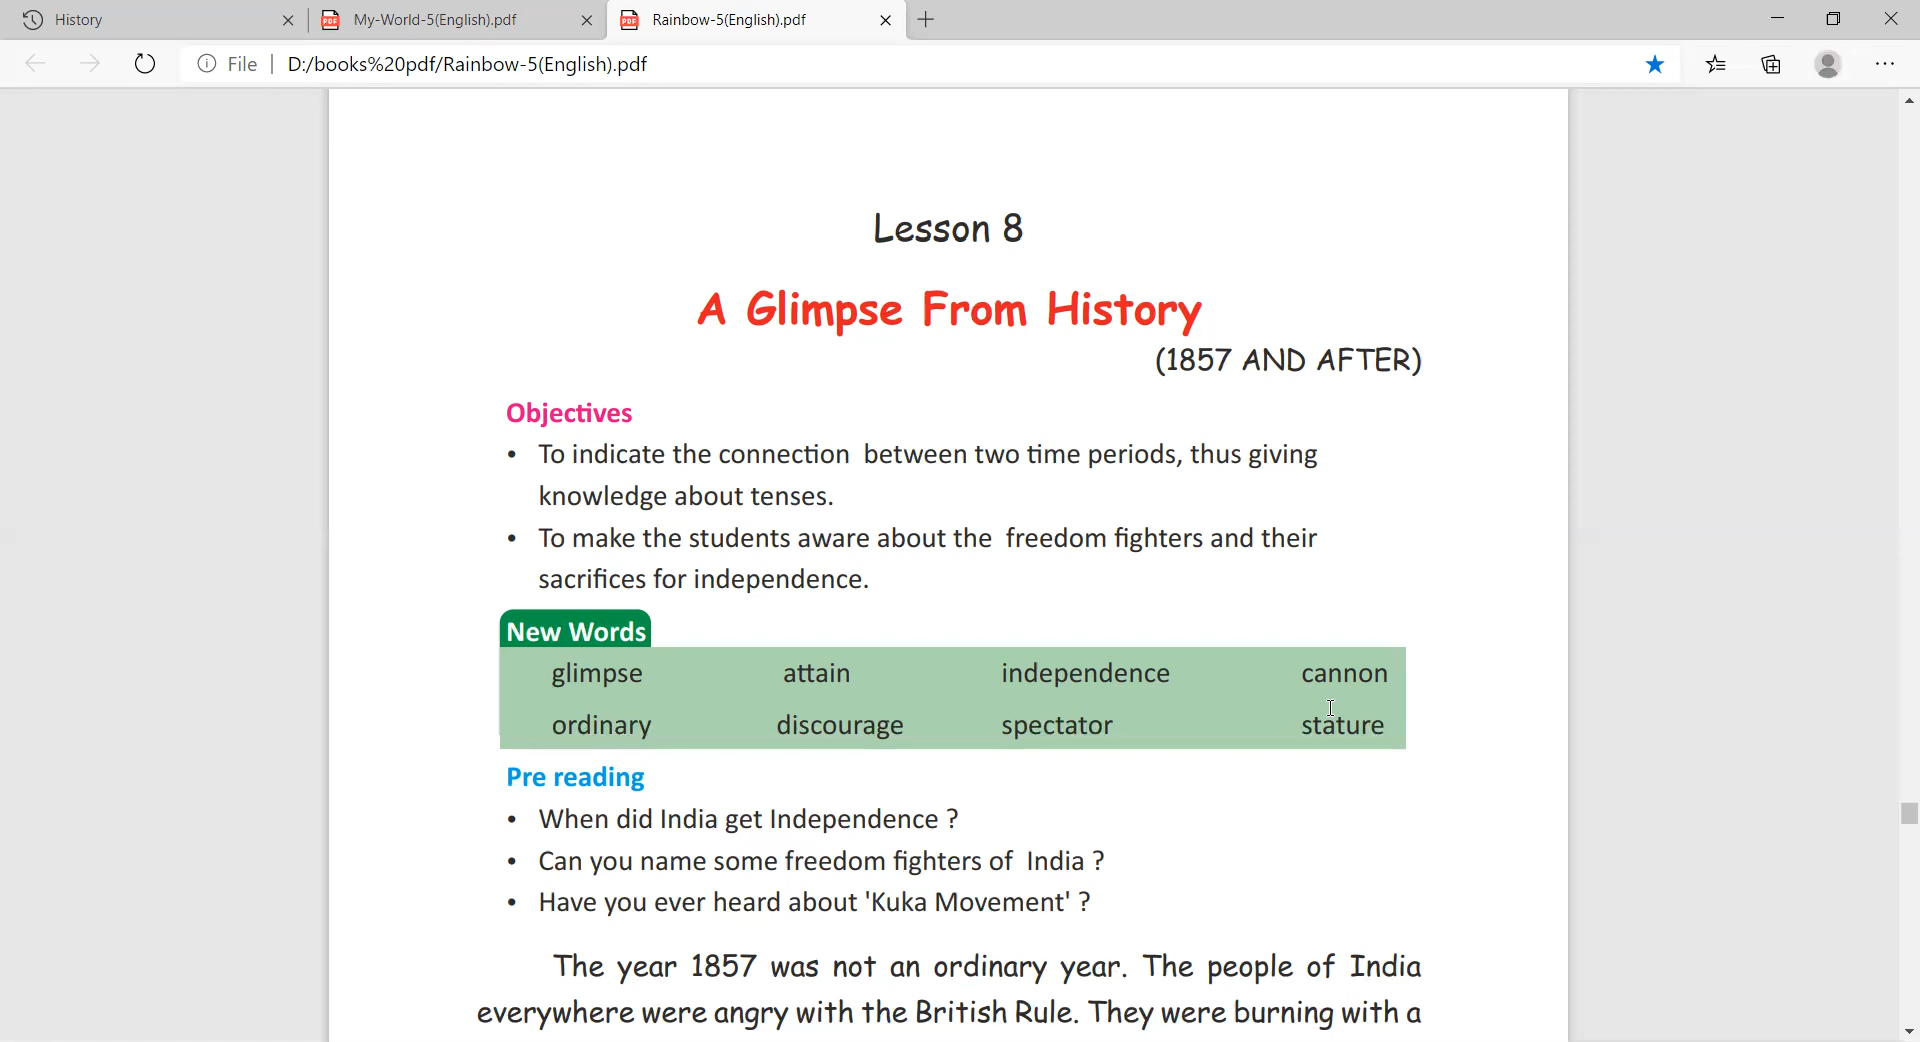 History
My-World-5(English).pdf
Rainbow-5(English).pdf
File
D:/books%20pdf/Rainbow-5(English).pdf
Lesson 8
A Glimpse From History
(1857 AND AFTER)
Objectives
• To indicate the connection between two time periods, thus giving
knowledge about tenses.
• To make the students aware about the freedom fighters and their
sacrifices for independence.
New Words
glimpse attain independence cannon
ordinary discourage spectator stature
Pre reading
• When did India get Independence ?
• Can you name some freedom fighters of India ?
• Have you ever heard about 'Kuka Movement' ?
The year 1857 was not an ordinary year. The people of India
everywhere were angry with the British Rule. They were burning with a